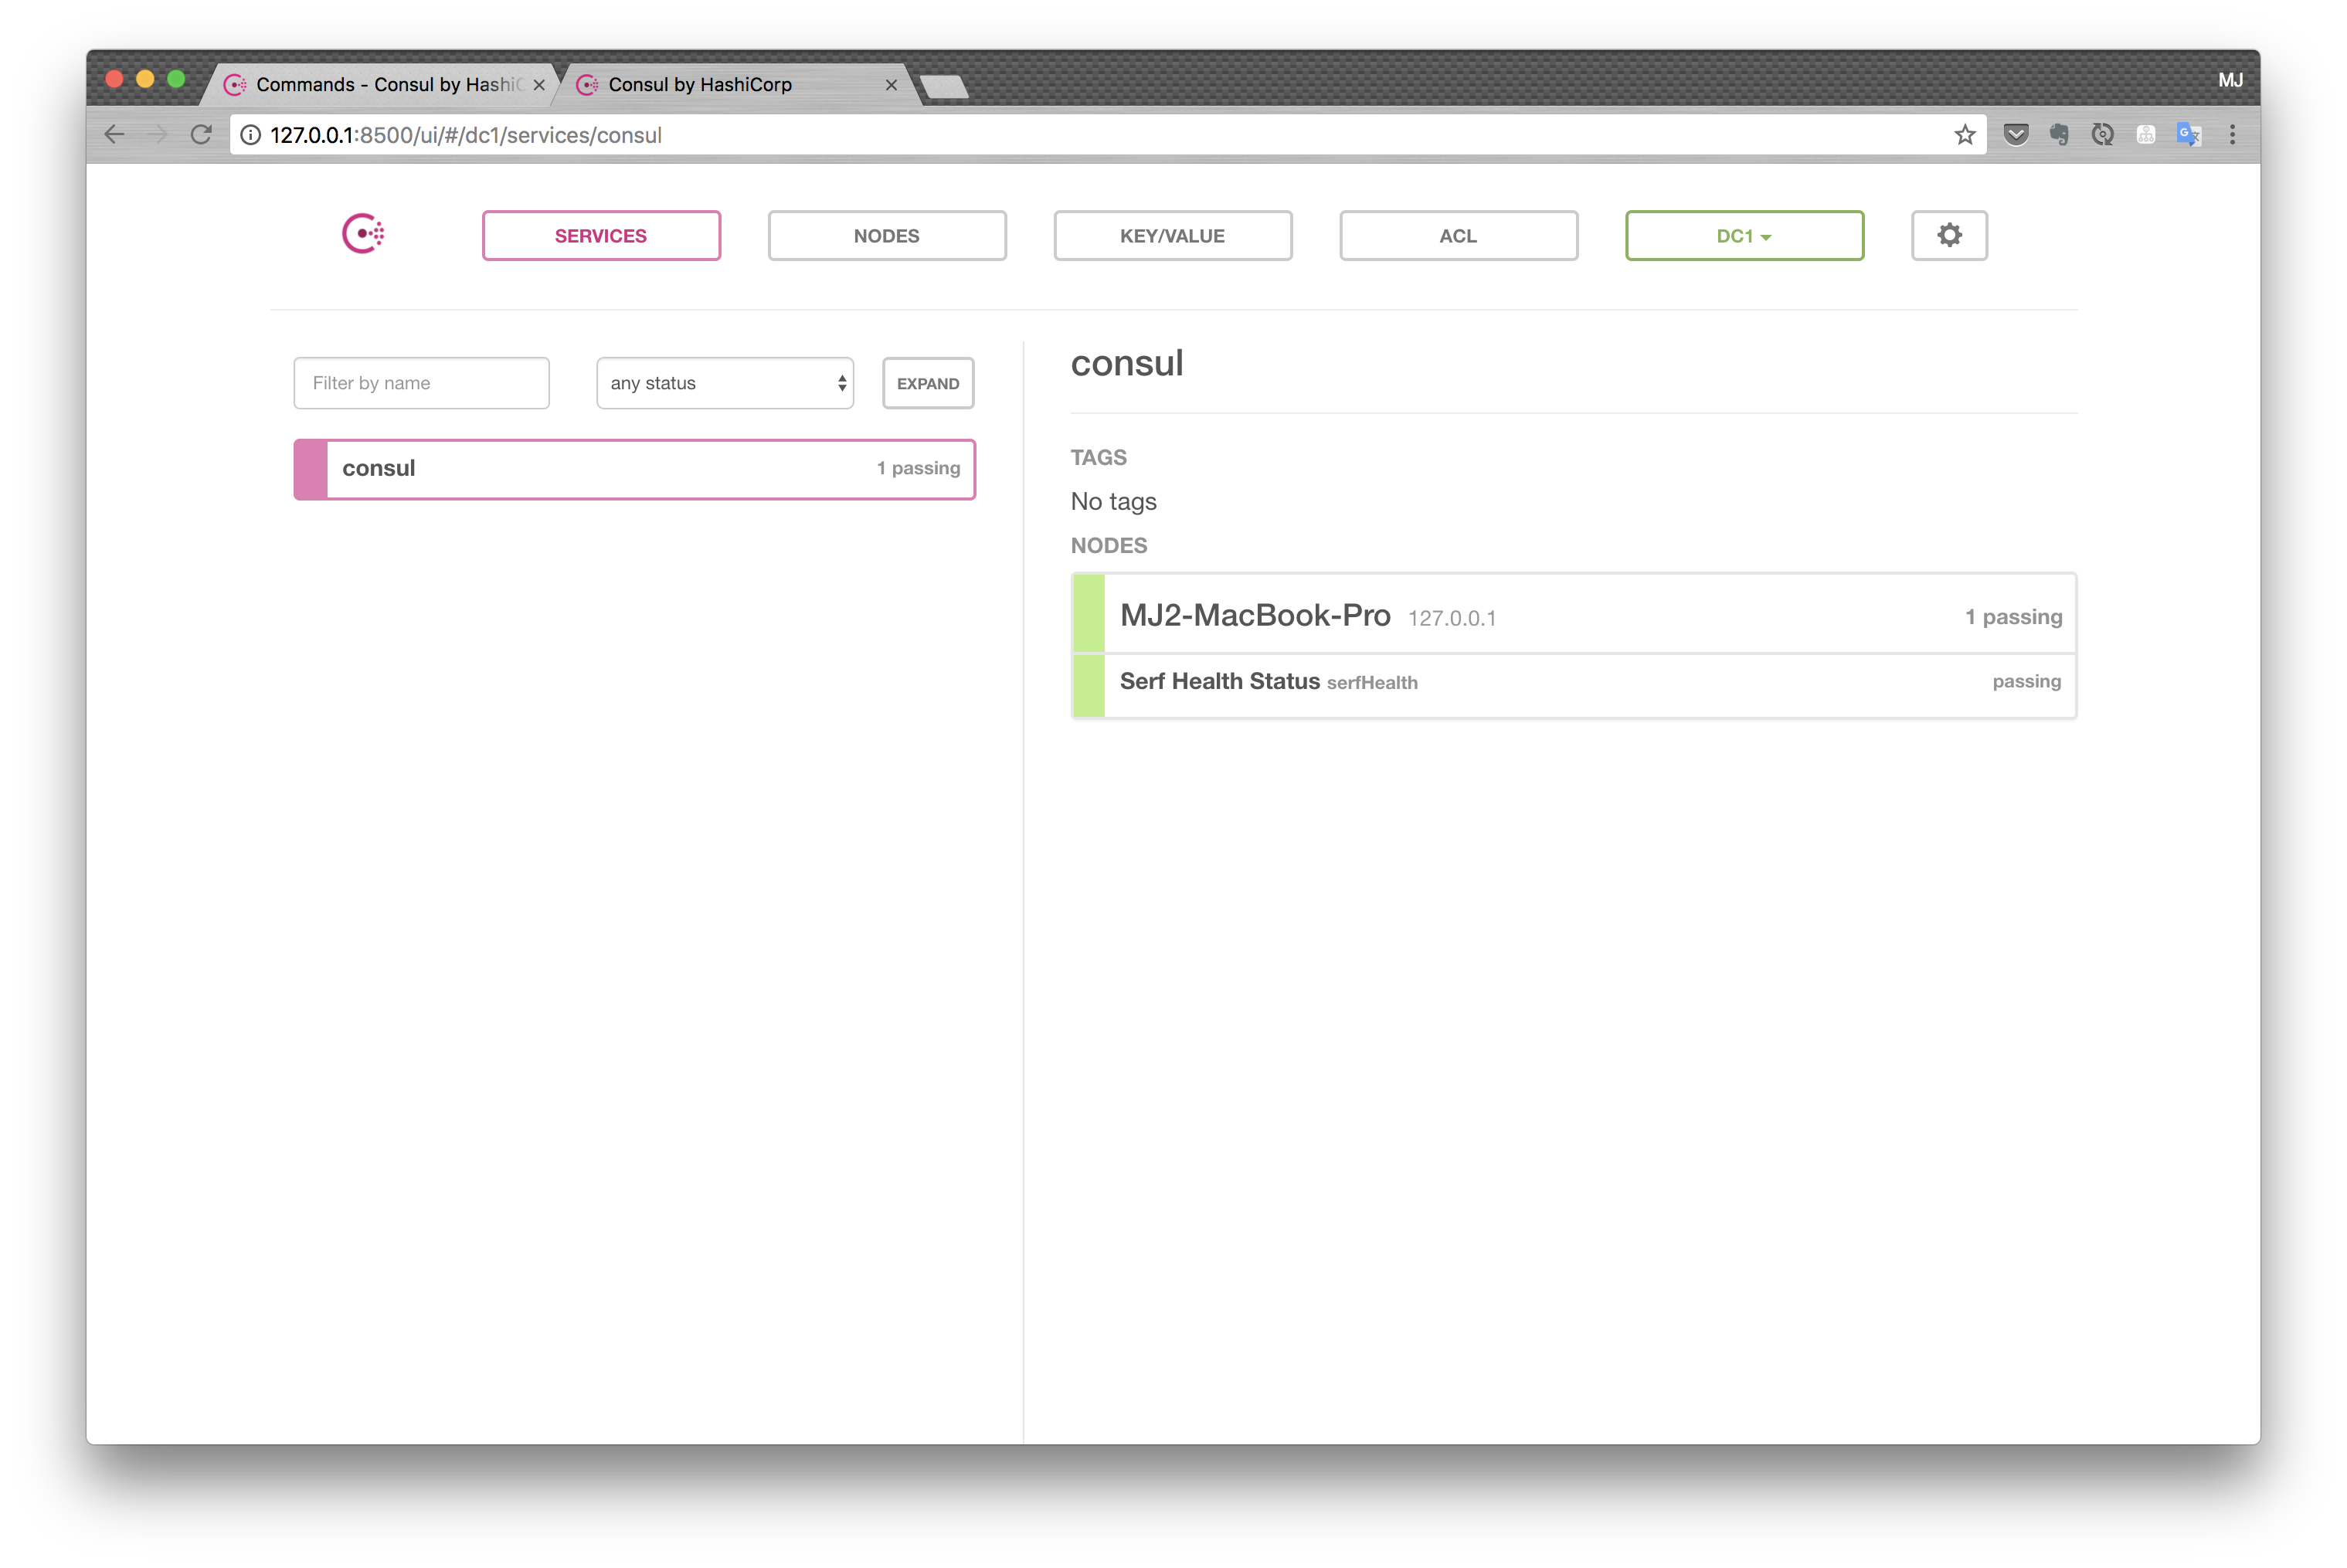 Commands - Consul by HashiC
Consul by HashiCorp
MJ
127.0.0.1:8500/ui/#/dc1/services/consul
SERVICES
NODES
KEY/VALUE
ACL
DC1
Filter by name
any status
EXPAND
consul
1 passing
consul
TAGS
No tags
NODES
MJ2-MacBook-Pro 127.0.0.1
1 passing
Serf Health Status serfHealth
passing